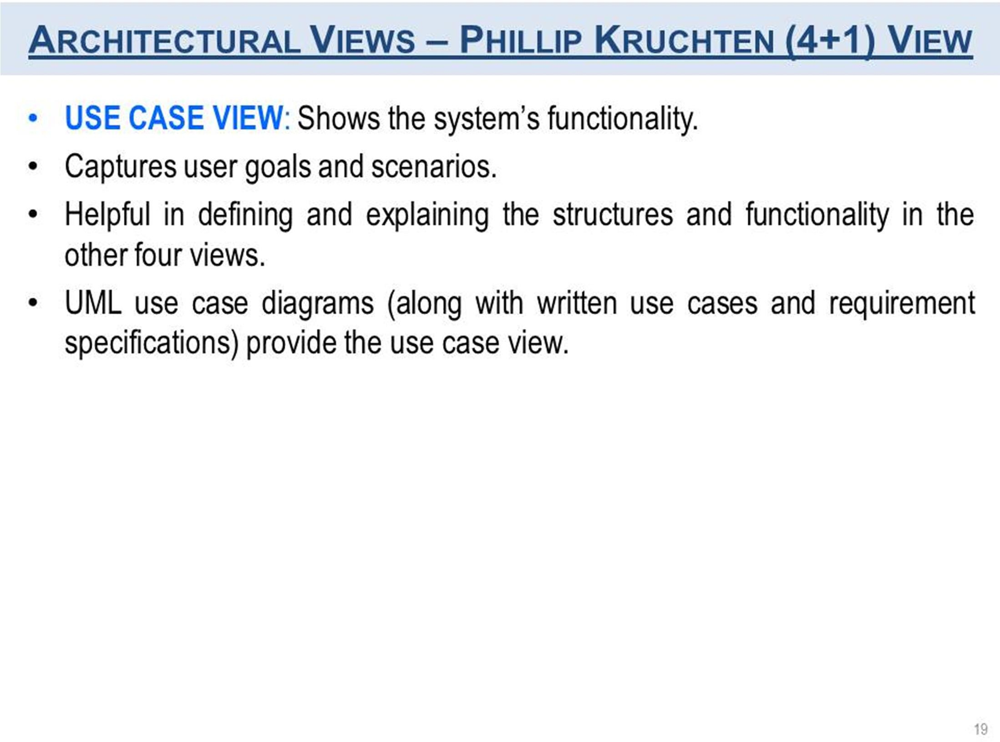 ARCHITECTURAL VIEWS – PHILLIP KRUCHTEN (4+1) VIEW
• USE CASE VIEW: Shows the system’s functionality.
• Captures user goals and scenarios.
• Helpful in defining and explaining the structures and functionality in the
other four views.
• UML use case diagrams (along with written use cases and requirement
specifications) provide the use case view.
19